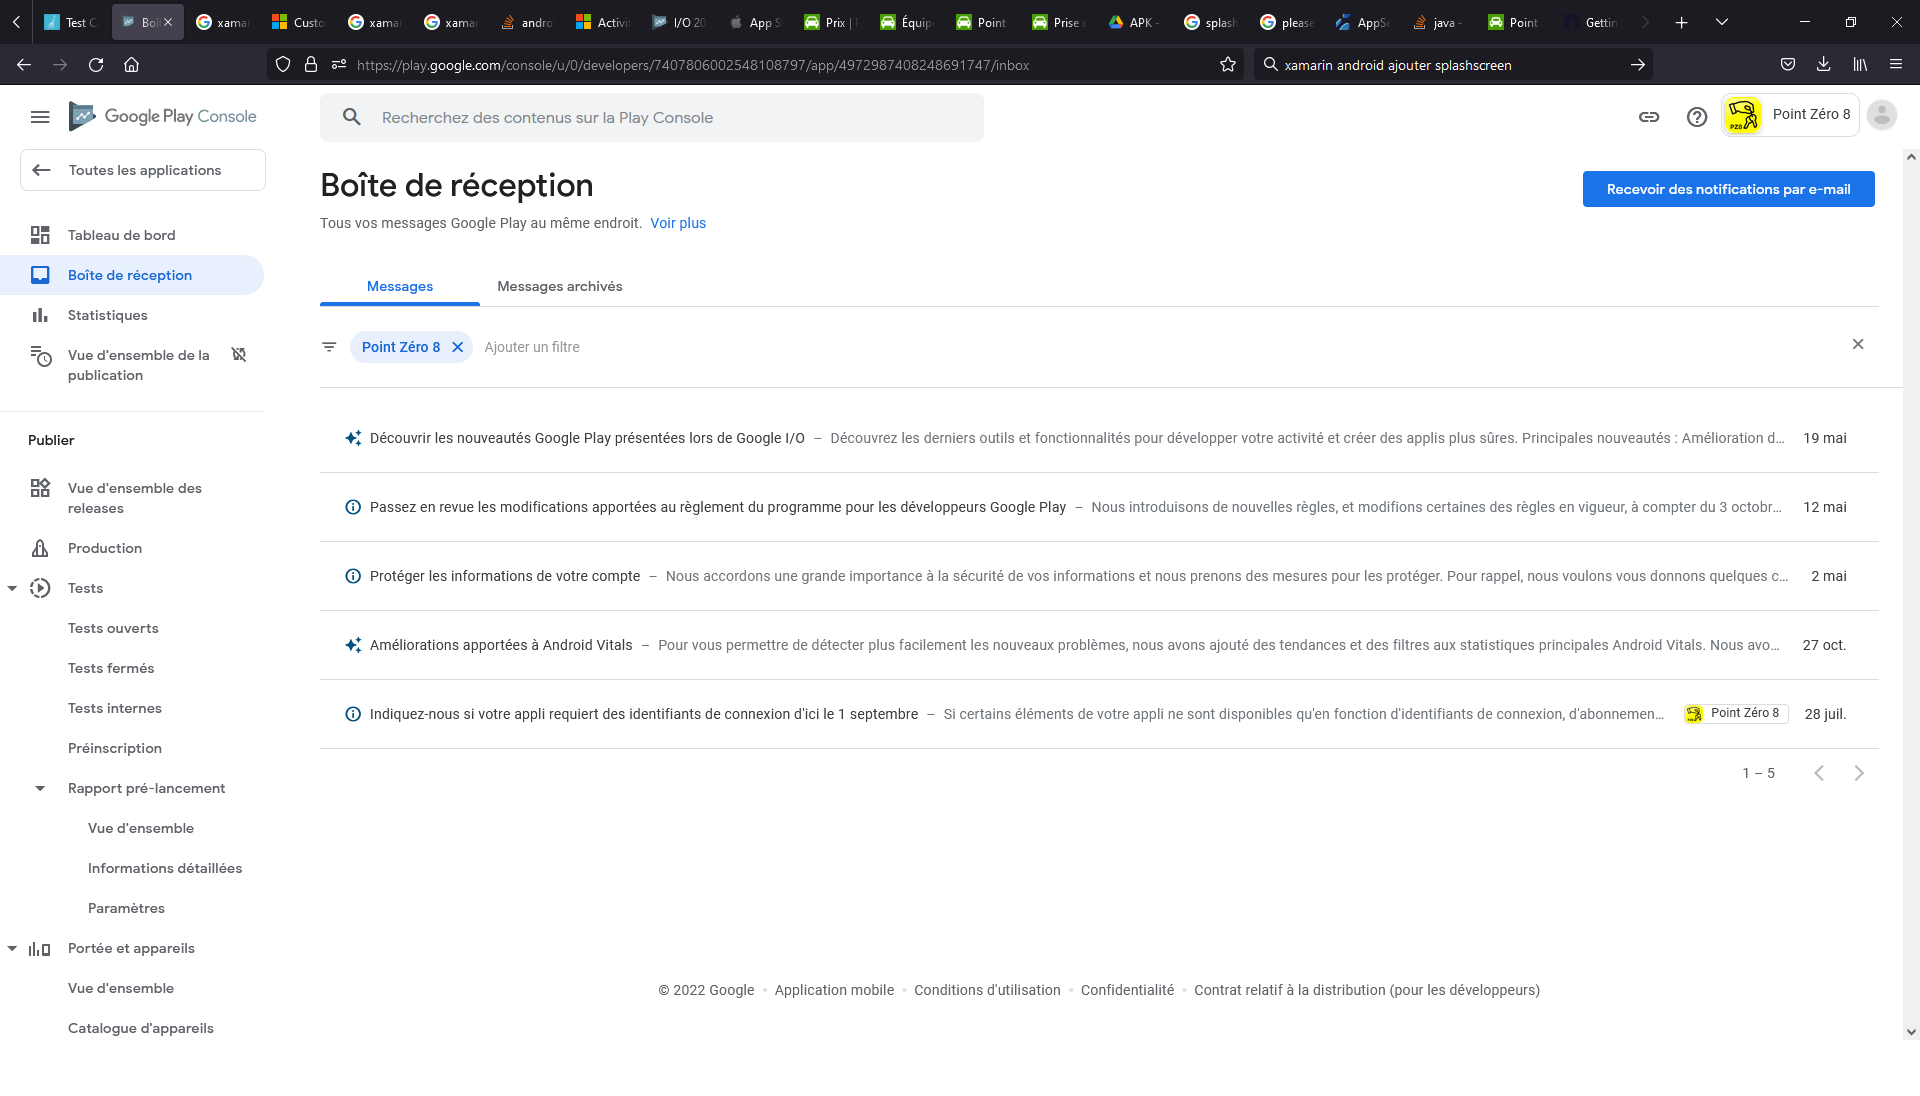 Test C
Boî
xamar
Custo
xamar
xamar
andro
Activi
I/O 20
App S
Prix |
Équip
Point
Prise
APK -
splash
please
AppSe
java -
Point
Gettin
https://play.google.com/console/u/0/developers/7407806002548108797/app/4972987408248691747/inbox
xamarin android ajouter splashscreen
Google Play Console
Recherchez des contenus sur la Play Console
PZ8
Point Zéro 8
Toutes les applications
Boîte de réception
Recevoir des notifications par e-mail
Tous vos messages Google Play au même endroit. Voir plus
Tableau de bord
Boîte de réception
Statistiques
Vue d'ensemble de la
publication
Publier
Vue d'ensemble des
releases
Production
Tests
Tests ouverts
Tests fermés
Tests internes
Préinscription
Rapport pré-lancement
Vue d'ensemble
Informations détaillées
Paramètres
Portée et appareils
Vue d'ensemble
Catalogue d'appareils
Messages
Messages archivés
Point Zéro 8
Ajouter un filtre
Découvrir les nouveautés Google Play présentées lors de Google I/O – Découvrez les derniers outils et fonctionnalités pour développer votre activité et créer des applis plus sûres. Principales nouveautés : Amélioration d... 19 mai
Passez en revue les modifications apportées au règlement du programme pour les développeurs Google Play – Nous introduisons de nouvelles règles, et modifions certaines des règles en vigueur, à compter du 3 octobr... 12 mai
Protéger les informations de votre compte – Nous accordons une grande importance à la sécurité de vos informations et nous prenons des mesures pour les protéger. Pour rappel, nous voulons vous donnons quelques c... 2 mai
Améliorations apportées à Android Vitals – Pour vous permettre de détecter plus facilement les nouveaux problèmes, nous avons ajouté des tendances et des filtres aux statistiques principales Android Vitals. Nous avo... 27 oct.
Indiquez-nous si votre appli requiert des identifiants de connexion d'ici le 1 septembre – Si certains éléments de votre appli ne sont disponibles qu'en fonction d'identifiants de connexion, d'abonnemen... Point Zéro 8 28 juil.
1 – 5
© 2022 Google • Application mobile • Conditions d'utilisation • Confidentialité • Contrat relatif à la distribution (pour les développeurs)